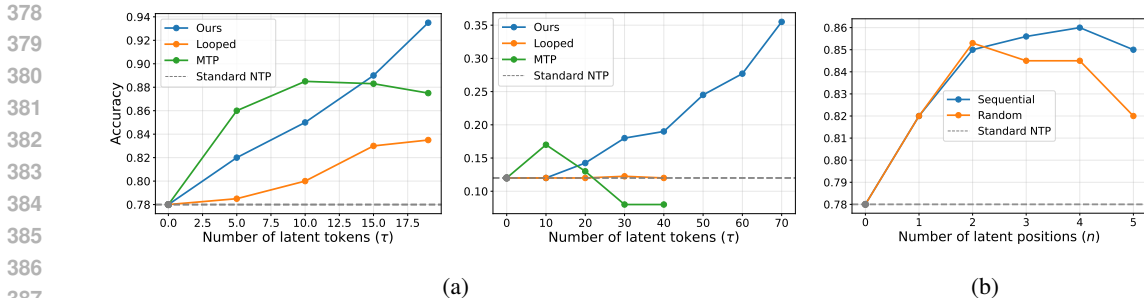 378
379
380
381
382
383
384
385
386
387
Accuracy
0.94
0.92
0.90
0.88
0.86
0.84
0.82
0.80
0.78
Ours
Looped
MTP
Standard NTP
0.0 2.5 5.0 7.5 10.0 12.5 15.0 17.5
Number of latent tokens (τ)
0.35
0.30
0.25
0.20
0.15
0.10
Ours
Looped
MTP
Standard NTP
0 10 20 30 40 50 60 70
Number of latent tokens (τ)
(a)
0.86
0.85
0.84
0.83
0.82
0.81
0.80
0.79
0.78
Sequential
Random
Standard NTP
0 1 2 3 4 5
Number of latent positions (n)
(b)